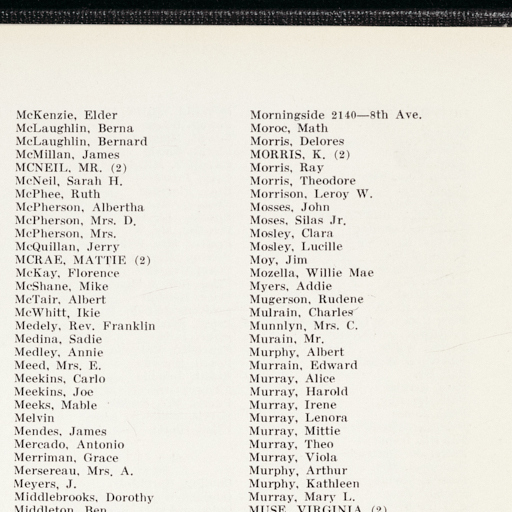 McKenzie, Elder
McLaughlin, Berna
McLaughlin, Bernard
McMillan, James
MCNEIL, MR. (2)
McNeil, Sarah H.
McPhee, Ruth
McPherson, Albertha
McPherson, Mrs. D.
McPherson, Mrs.
McQuillan, Jerry
MCRAE, MATTIE (2)
McKay, Florence
McShane, Mike
McTair, Albert
McWhitt, Ikie
Medely, Rev. Franklin
Medina, Sadie
Medley, Annie
Meed, Mrs. E.
Meekins, Carlo
Meekins, Joe
Meeks, Mable
Melvin
Mendes, James
Mercado, Antonio
Merriman, Grace
Mersereau, Mrs. A.
Meyers, J.
Middlebrooks, Dorothy
Middleton, Ben
Morningside 2140—8th Ave.
Moroc, Math
Morris, Delores
MORRIS, K. (2)
Morris, Ray
Morris, Theodore
Morrison, Leroy W.
Mosses, John
Moses, Silas Jr.
Mosley, Clara
Mosley, Lucille
Moy, Jim
Mozella, Willie Mae
Myers, Addie
Mugerson, Rudene
Mulrain, Charles
Munnlyn, Mrs. C.
Murain, Mr.
Murphy, Albert
Murrain, Edward
Murray, Alice
Murray, Harold
Murray, Irene
Murray, Lenora
Murray, Mittie
Murray, Theo
Murray, Viola
Murphy, Arthur
Murphy, Kathleen
Murray, Mary L.
MUSE, VIRGINIA (2)